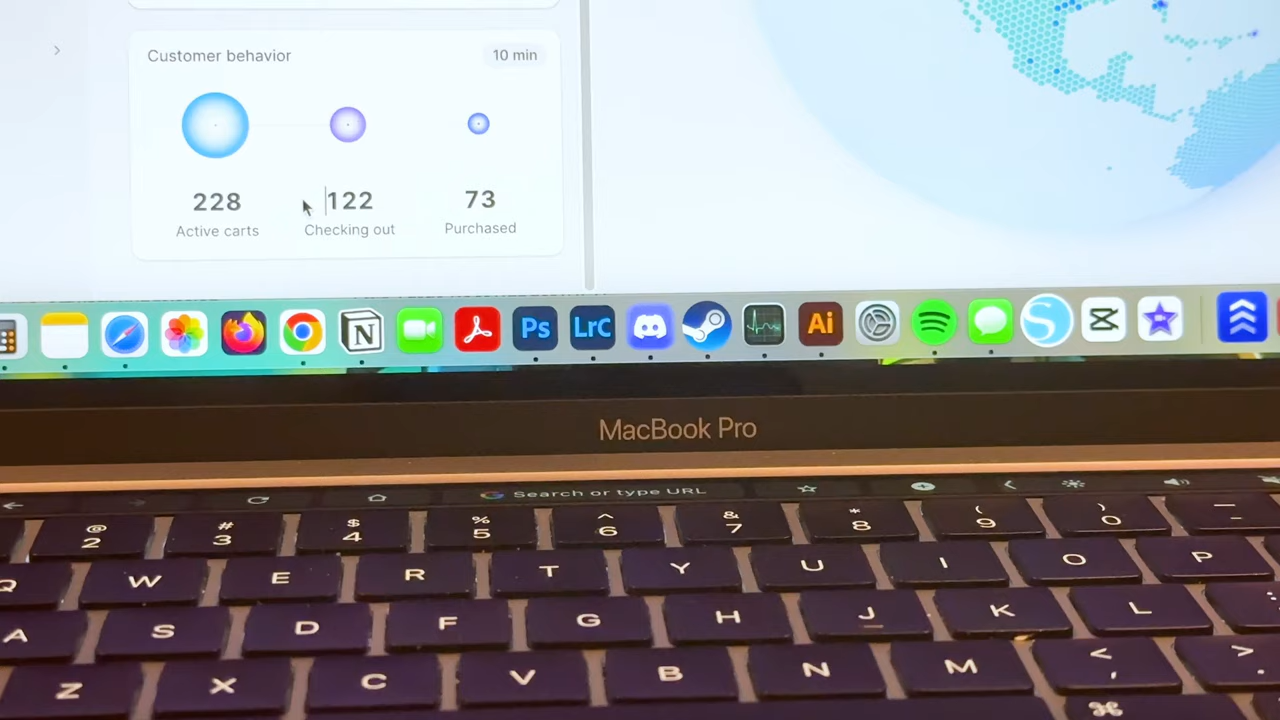 Customer behavior 10 min
228 122 73
Active carts Checking out Purchased
N Ps LrC Ai
MacBook Pro
Search or type URL
@ # $ % ^ & * ( ) _
2 3 4 5 6 7 8 9 0 -
Q W E R T Y U I O P
A S D F G H J K L :
Z X C V B N M < , > .
⌘